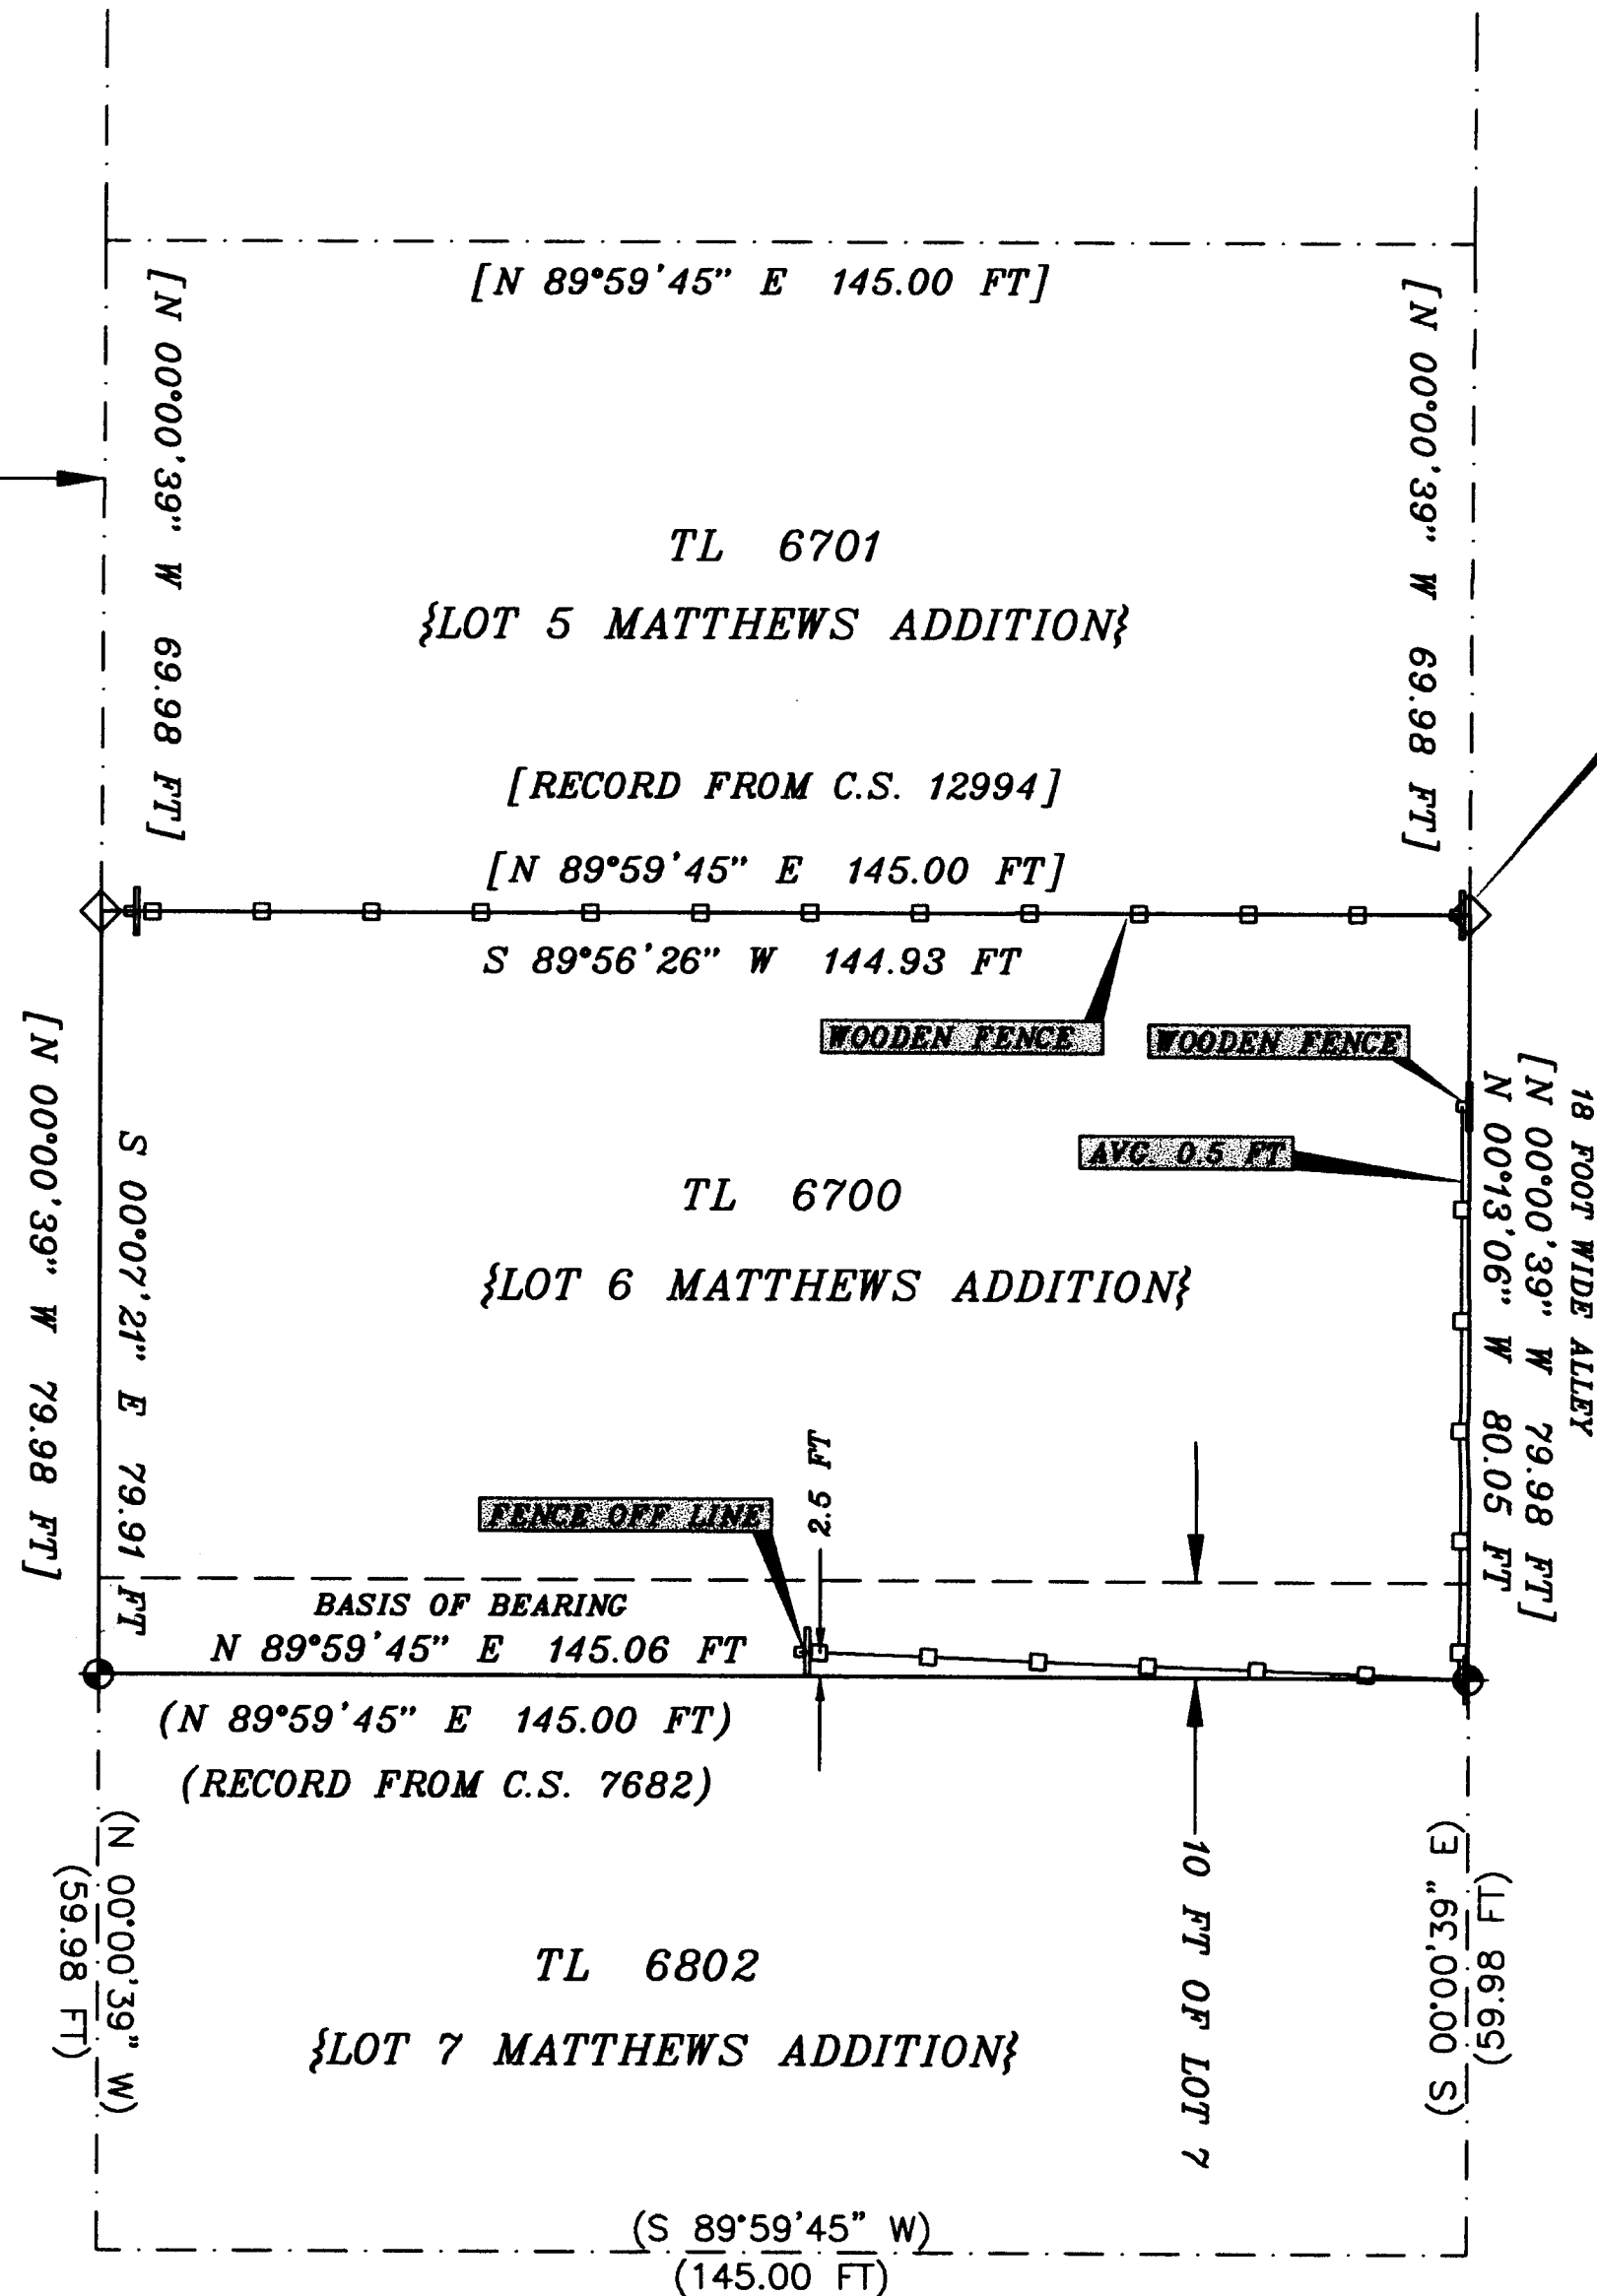 [N 89°59'45" E 145.00 FT]
[N 00°00'39" W 69.98 FT]
[N 00°00'39" W 69.98 FT]
TL 6701
{LOT 5 MATTHEWS ADDITION}
[RECORD FROM C.S. 12994]
[N 89°59'45" E 145.00 FT]
S 89°56'26" W 144.93 FT
WOODEN FENCE
WOODEN FENCE
AVG. 0.5 FT
18 FOOT WIDE ALLEY
[N 00°00'39" W 79.98 FT]
N 00°13'06" W 80.05 FT
[N 00°00'39" W 79.98 FT]
S 00°07'21" E 79.91 FT
TL 6700
{LOT 6 MATTHEWS ADDITION}
2.5 FT
FENCE OFF LINE
BASIS OF BEARING
N 89°59'45" E 145.06 FT
(N 89°59'45" E 145.00 FT)
(RECORD FROM C.S. 7682)
10 FT OF LOT 7
(N 00°00'39" W)
(59.98 FT)
(S 00°00'39" E)
(59.98 FT)
TL 6802
{LOT 7 MATTHEWS ADDITION}
(S 89°59'45" W)
(145.00 FT)